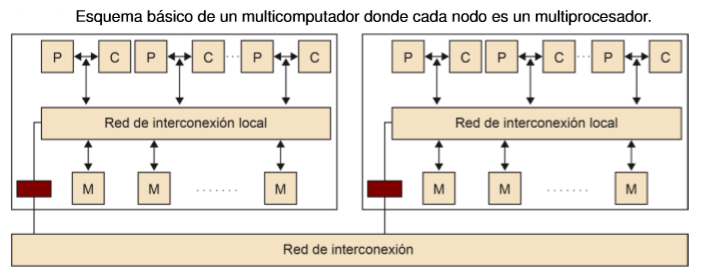 Esquema básico de un multicomputador donde cada nodo es un multiprocesador.
P C P C ... P C P C P C ... P C
Red de interconexión local Red de interconexión local
M M ....... M M M ....... M
Red de interconexión